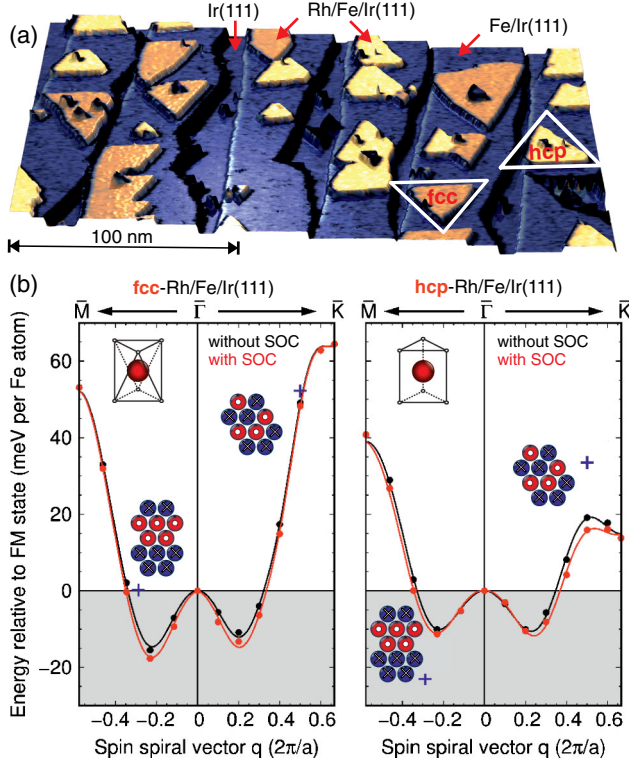 (a)
Ir(111)
Rh/Fe/Ir(111)
Fe/Ir(111)
hcp
fcc
100 nm
(b)
fcc-Rh/Fe/Ir(111)
hcp-Rh/Fe/Ir(111)
M̄ Γ̄ K̄
M̄ Γ̄ K̄
without SOC
with SOC
without SOC
with SOC
Energy relative to FM state (meV per Fe atom)
60
40
20
0
−20
−0.4 −0.2 0 0.2 0.4 0.6
−0.4 −0.2 0 0.2 0.4 0.6
Spin spiral vector q (2π/a)
Spin spiral vector q (2π/a)